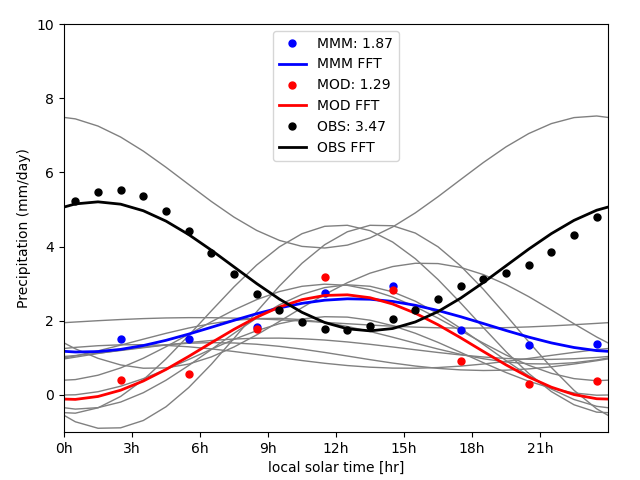 10
8
6
4
2
0
Precipitation (mm/day)
MMM: 1.87
MMM FFT
MOD: 1.29
MOD FFT
OBS: 3.47
OBS FFT
0h 3h 6h 9h 12h 15h 18h 21h
local solar time [hr]